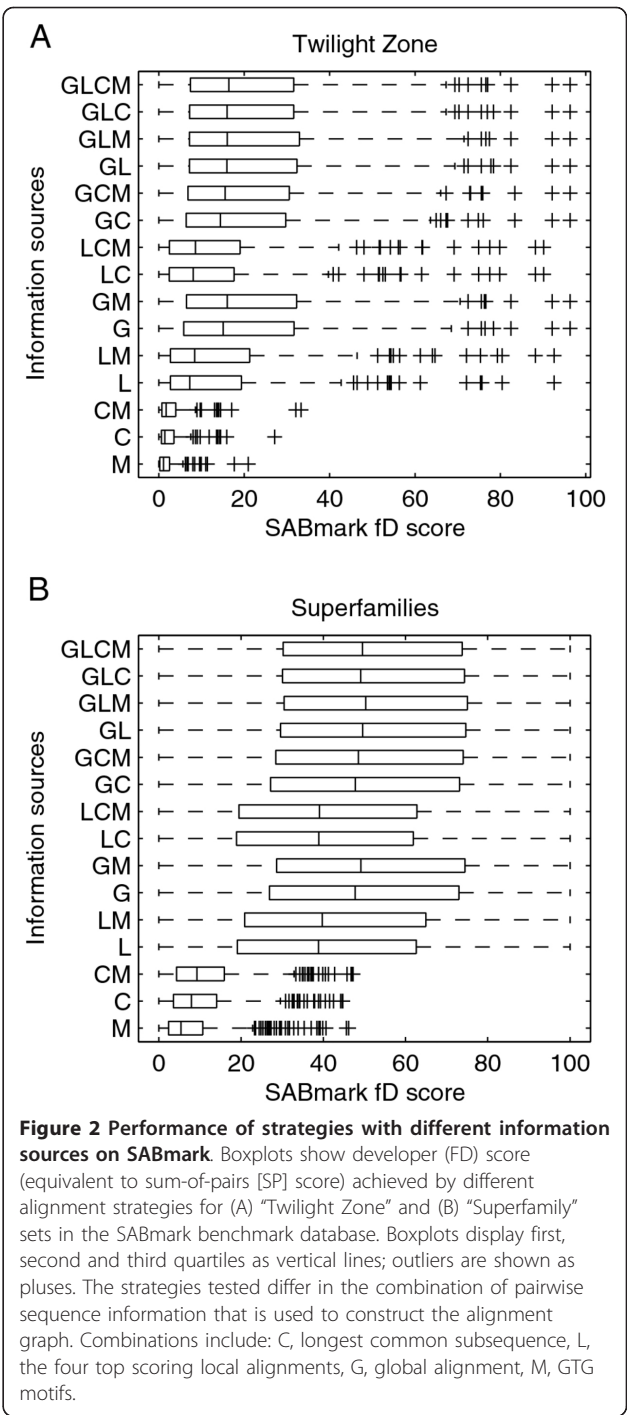 A
Twilight Zone
Information sources
GLCM
GLC
GLM
GL
GCM
GC
LCM
LC
GM
G
LM
L
CM
C
M
0 20 40 60 80 100
SABmark fD score
B
Superfamilies
Information sources
GLCM
GLC
GLM
GL
GCM
GC
LCM
LC
GM
G
LM
L
CM
C
M
0 20 40 60 80 100
SABmark fD score
Figure 2 Performance of strategies with different information
sources on SABmark. Boxplots show developer (FD) score
(equivalent to sum-of-pairs [SP] score) achieved by different
alignment strategies for (A) "Twilight Zone" and (B) "Superfamily"
sets in the SABmark benchmark database. Boxplots display first,
second and third quartiles as vertical lines; outliers are shown as
pluses. The strategies tested differ in the combination of pairwise
sequence information that is used to construct the alignment
graph. Combinations include: C, longest common subsequence, L,
the four top scoring local alignments, G, global alignment, M, GTG
motifs.